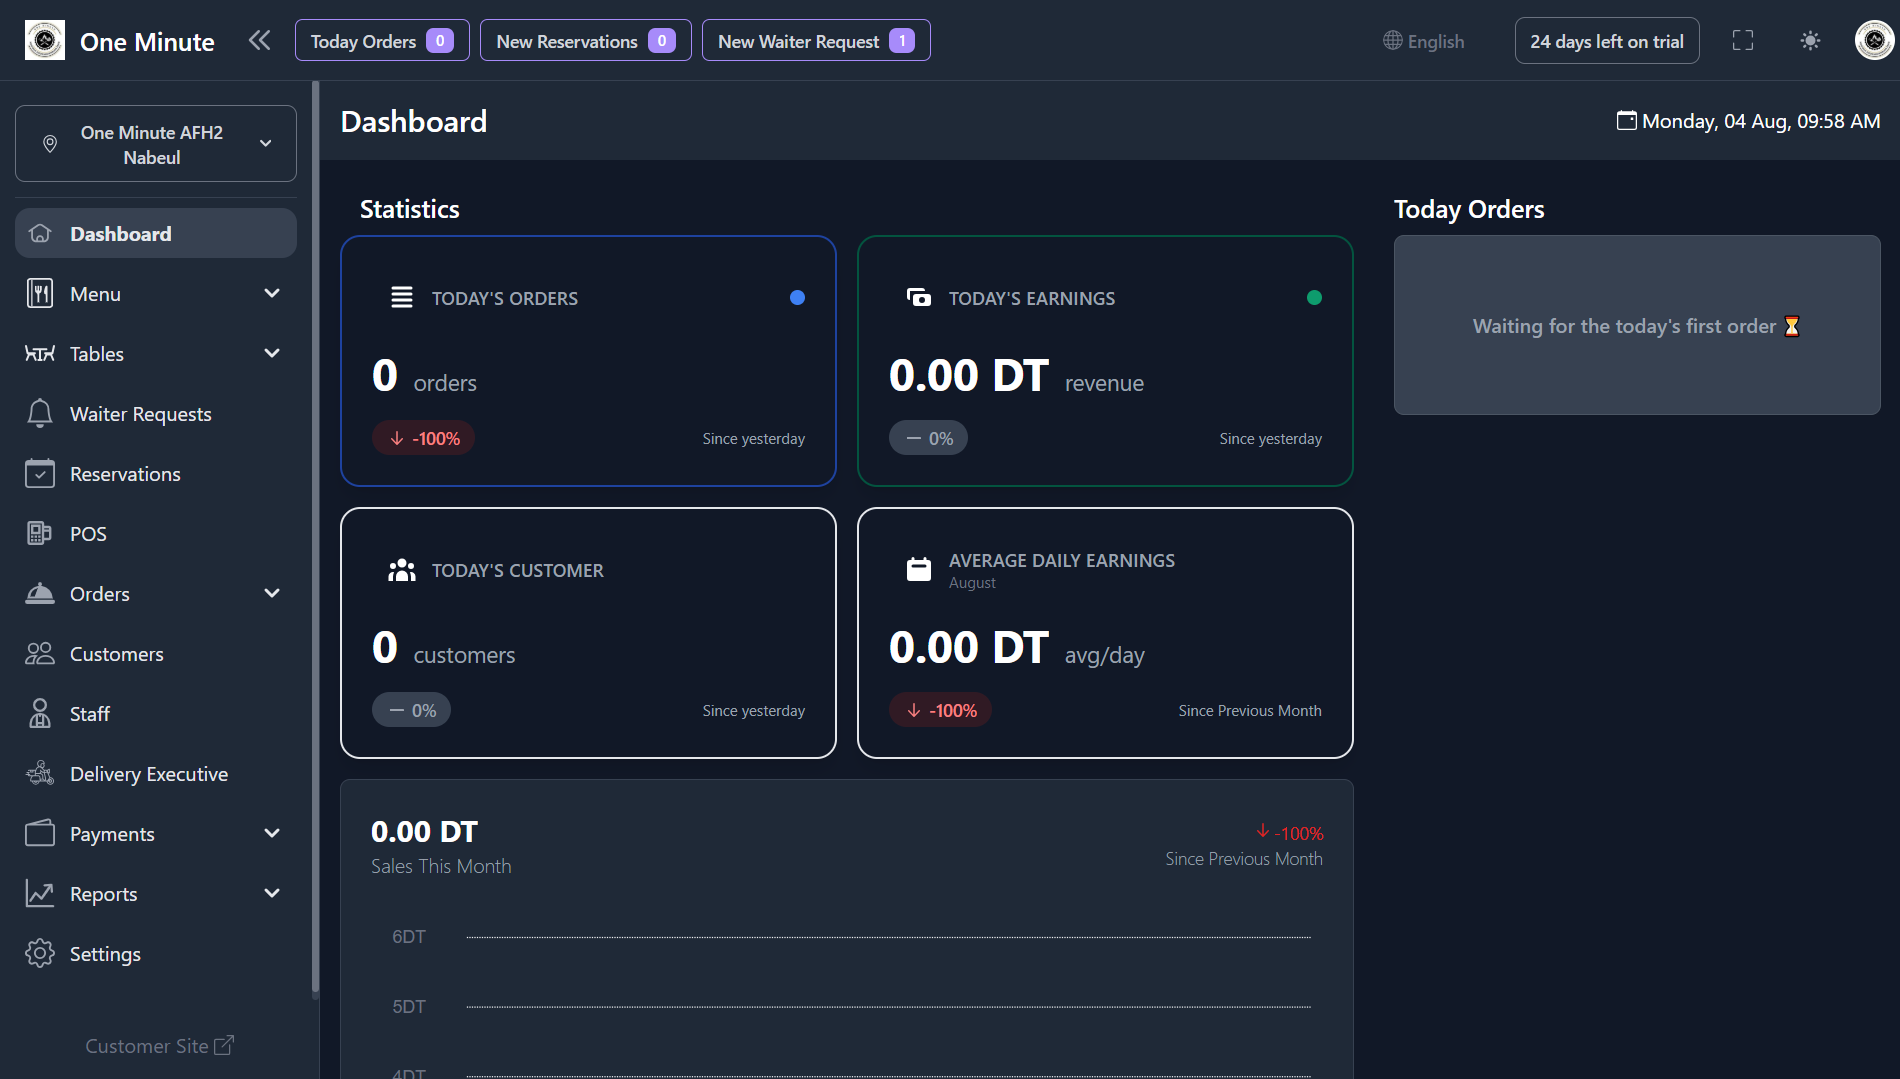 One Minute
Today Orders 0
New Reservations 0
New Waiter Request 1
English
24 days left on trial
One Minute AFH2
Nabeul
Dashboard
Menu
Tables
Waiter Requests
Reservations
POS
Orders
Customers
Staff
Delivery Executive
Payments
Reports
Settings
Customer Site
Dashboard
Monday, 04 Aug, 09:58 AM
Statistics
TODAY'S ORDERS
0 orders
-100% Since yesterday
TODAY'S EARNINGS
0.00 DT revenue
0% Since yesterday
TODAY'S CUSTOMER
0 customers
0% Since yesterday
AVERAGE DAILY EARNINGS
August
0.00 DT avg/day
-100% Since Previous Month
0.00 DT
Sales This Month
-100%
Since Previous Month
6DT
5DT
4DT
Today Orders
Waiting for the today's first order ⏳